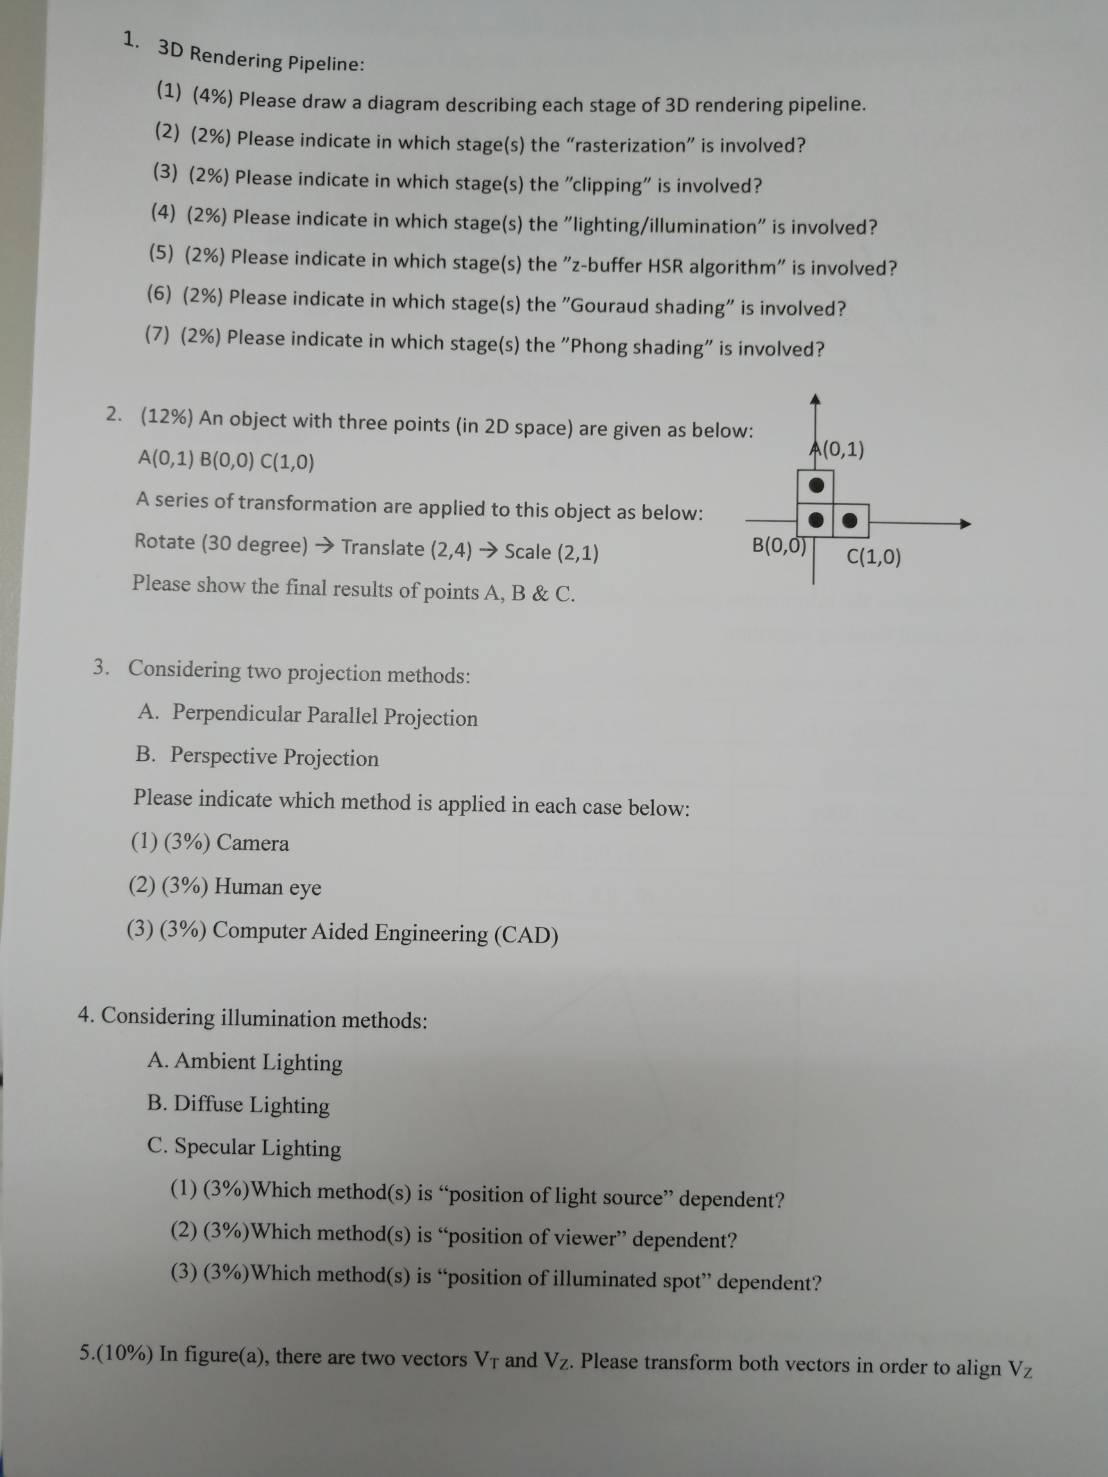 1. 3D Rendering Pipeline:
(1) (4%) Please draw a diagram describing each stage of 3D rendering pipeline.
(2) (2%) Please indicate in which stage(s) the “rasterization” is involved?
(3) (2%) Please indicate in which stage(s) the ”clipping” is involved?
(4) (2%) Please indicate in which stage(s) the ”lighting/illumination” is involved?
(5) (2%) Please indicate in which stage(s) the ”z-buffer HSR algorithm” is involved?
(6) (2%) Please indicate in which stage(s) the ”Gouraud shading” is involved?
(7) (2%) Please indicate in which stage(s) the ”Phong shading” is involved?
2. (12%) An object with three points (in 2D space) are given as below:
A(0,1) B(0,0) C(1,0)
A series of transformation are applied to this object as below:
Rotate (30 degree) → Translate (2,4) → Scale (2,1)
Please show the final results of points A, B & C.
A(0,1)
B(0,0)
C(1,0)
3. Considering two projection methods:
A. Perpendicular Parallel Projection
B. Perspective Projection
Please indicate which method is applied in each case below:
(1) (3%) Camera
(2) (3%) Human eye
(3) (3%) Computer Aided Engineering (CAD)
4. Considering illumination methods:
A. Ambient Lighting
B. Diffuse Lighting
C. Specular Lighting
(1) (3%)Which method(s) is “position of light source” dependent?
(2) (3%)Which method(s) is “position of viewer” dependent?
(3) (3%)Which method(s) is “position of illuminated spot” dependent?
5.(10%) In figure(a), there are two vectors VT and VZ. Please transform both vectors in order to align VZ